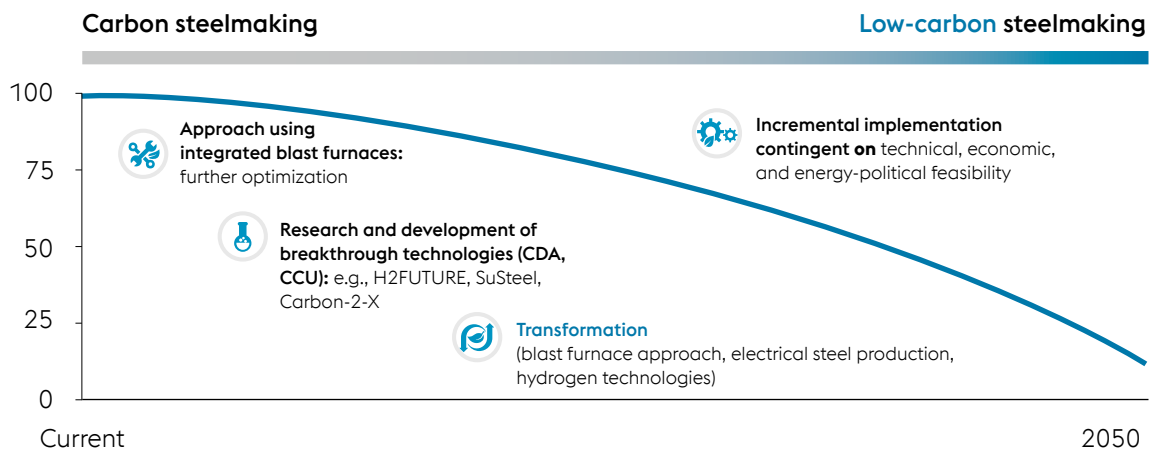 Carbon steelmaking
Low-carbon steelmaking
100
75
50
25
0
Approach using
integrated blast furnaces:
further optimization
Research and development of
breakthrough technologies (CDA,
CCU): e.g., H2FUTURE, SuSteel,
Carbon-2-X
Transformation
(blast furnace approach, electrical steel production,
hydrogen technologies)
Incremental implementation
contingent on technical, economic,
and energy-political feasibility
Current
2050